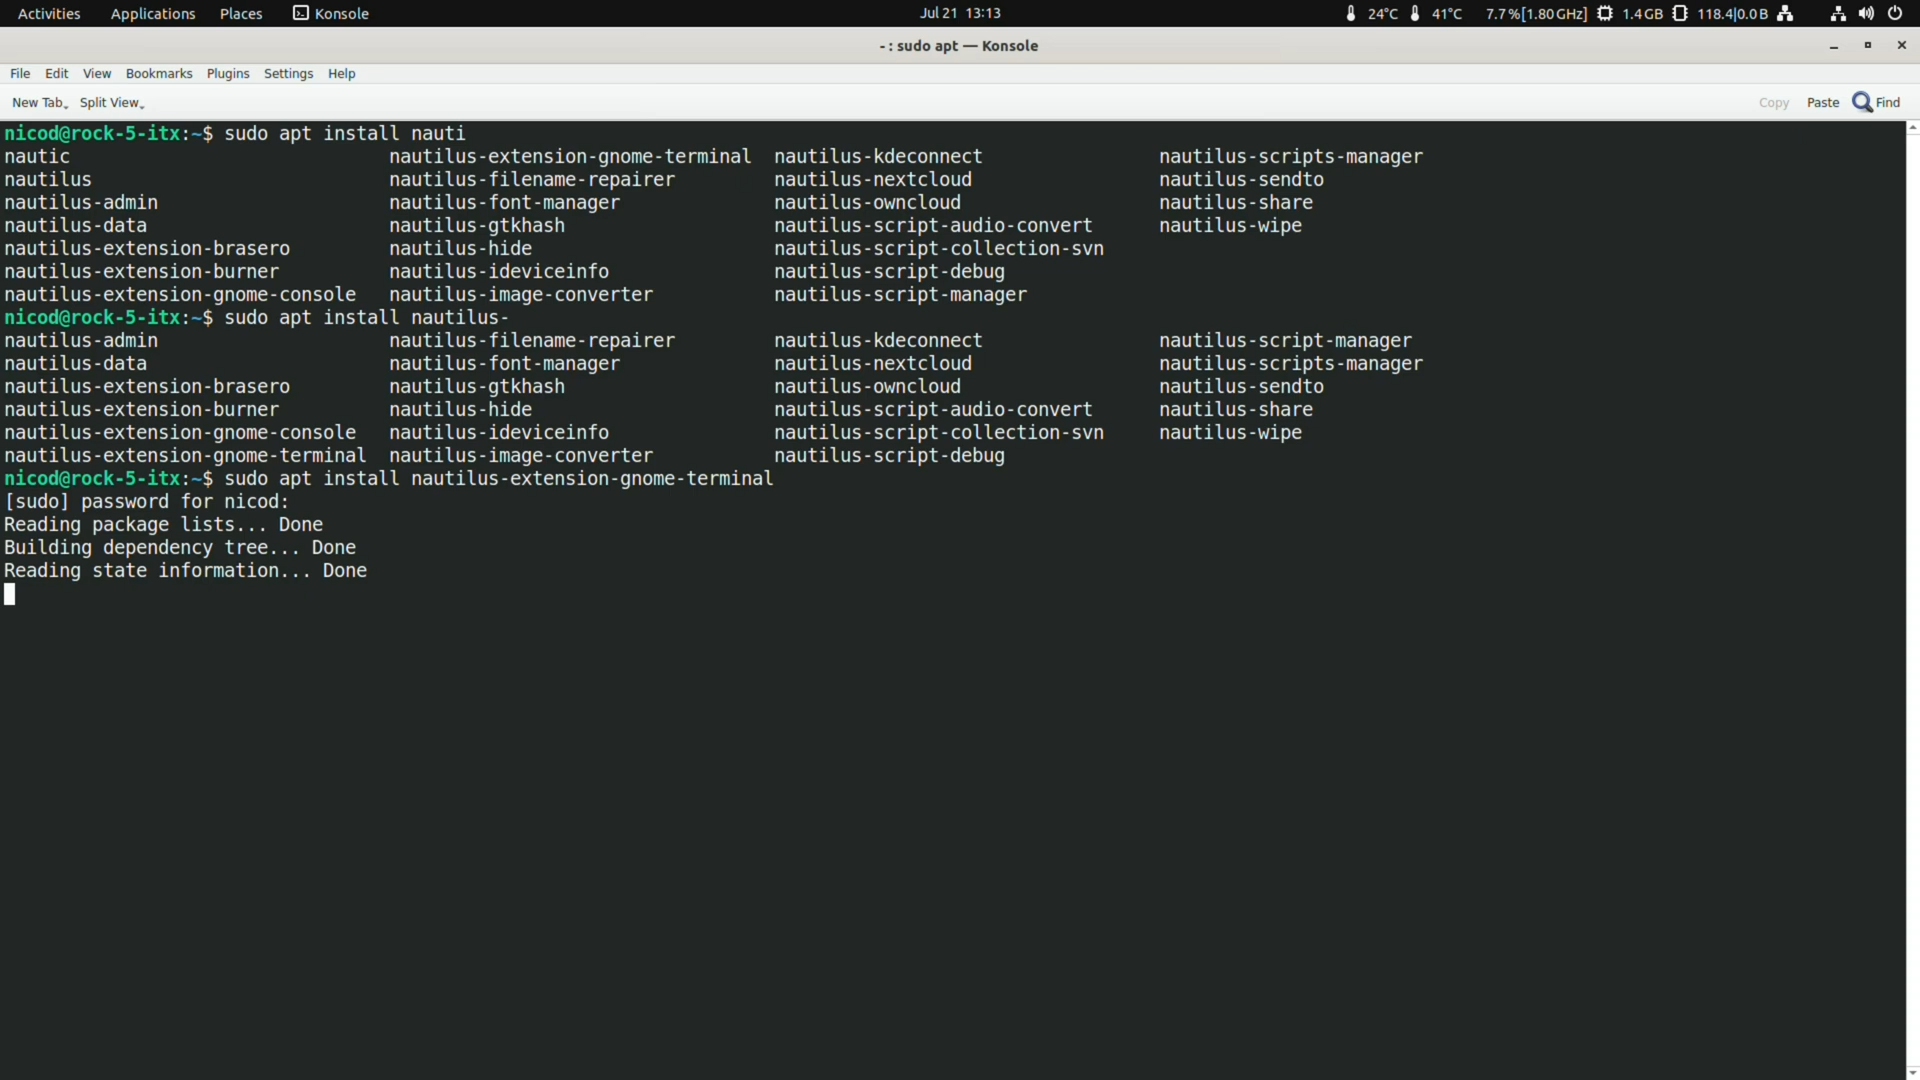 Activities Applications Places Konsole Jul 21 13:13 24°C 41°C 7.7%[1.80GHz] 1.4GB 118.4|0.0B
- : sudo apt — Konsole
File Edit View Bookmarks Plugins Settings Help
New Tab Split View Copy Paste Find
nicod@rock-5-itx:~$ sudo apt install nauti
nautic nautilus-extension-gnome-terminal nautilus-kdeconnect nautilus-scripts-manager
nautilus nautilus-filename-repairer nautilus-nextcloud nautilus-sendto
nautilus-admin nautilus-font-manager nautilus-owncloud nautilus-share
nautilus-data nautilus-gtkhash nautilus-script-audio-convert nautilus-wipe
nautilus-extension-brasero nautilus-hide nautilus-script-collection-svn
nautilus-extension-burner nautilus-ideviceinfo nautilus-script-debug
nautilus-extension-gnome-console nautilus-image-converter nautilus-script-manager
nicod@rock-5-itx:~$ sudo apt install nautilus-
nautilus-admin nautilus-filename-repairer nautilus-kdeconnect nautilus-script-manager
nautilus-data nautilus-font-manager nautilus-nextcloud nautilus-scripts-manager
nautilus-extension-brasero nautilus-gtkhash nautilus-owncloud nautilus-sendto
nautilus-extension-burner nautilus-hide nautilus-script-audio-convert nautilus-share
nautilus-extension-gnome-console nautilus-ideviceinfo nautilus-script-collection-svn nautilus-wipe
nautilus-extension-gnome-terminal nautilus-image-converter nautilus-script-debug
nicod@rock-5-itx:~$ sudo apt install nautilus-extension-gnome-terminal
[sudo] password for nicod:
Reading package lists... Done
Building dependency tree... Done
Reading state information... Done